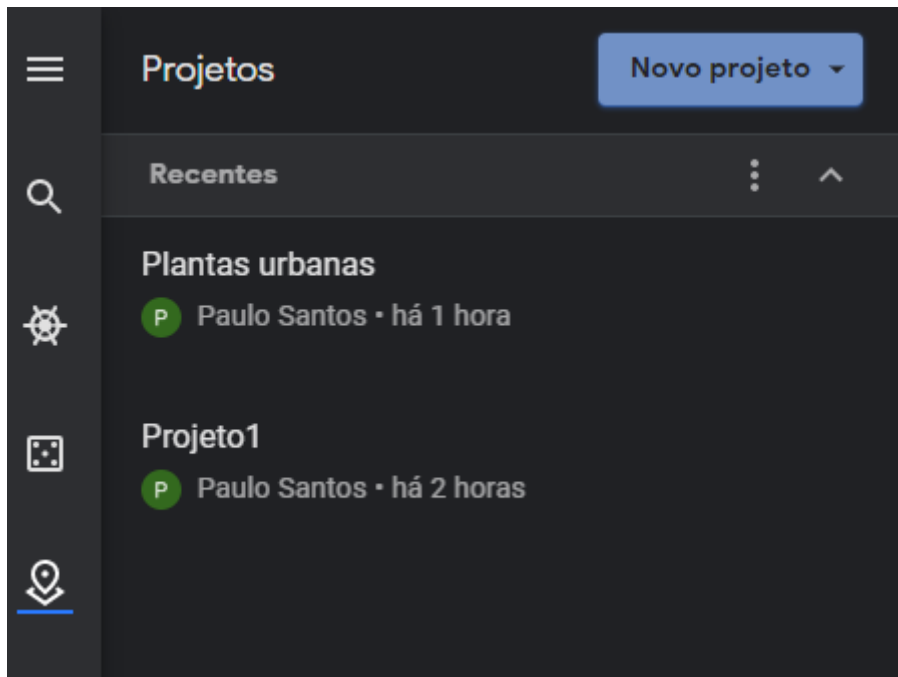 Projetos
Novo projeto
Recentes
Plantas urbanas
P Paulo Santos • há 1 hora
Projeto1
P Paulo Santos • há 2 horas